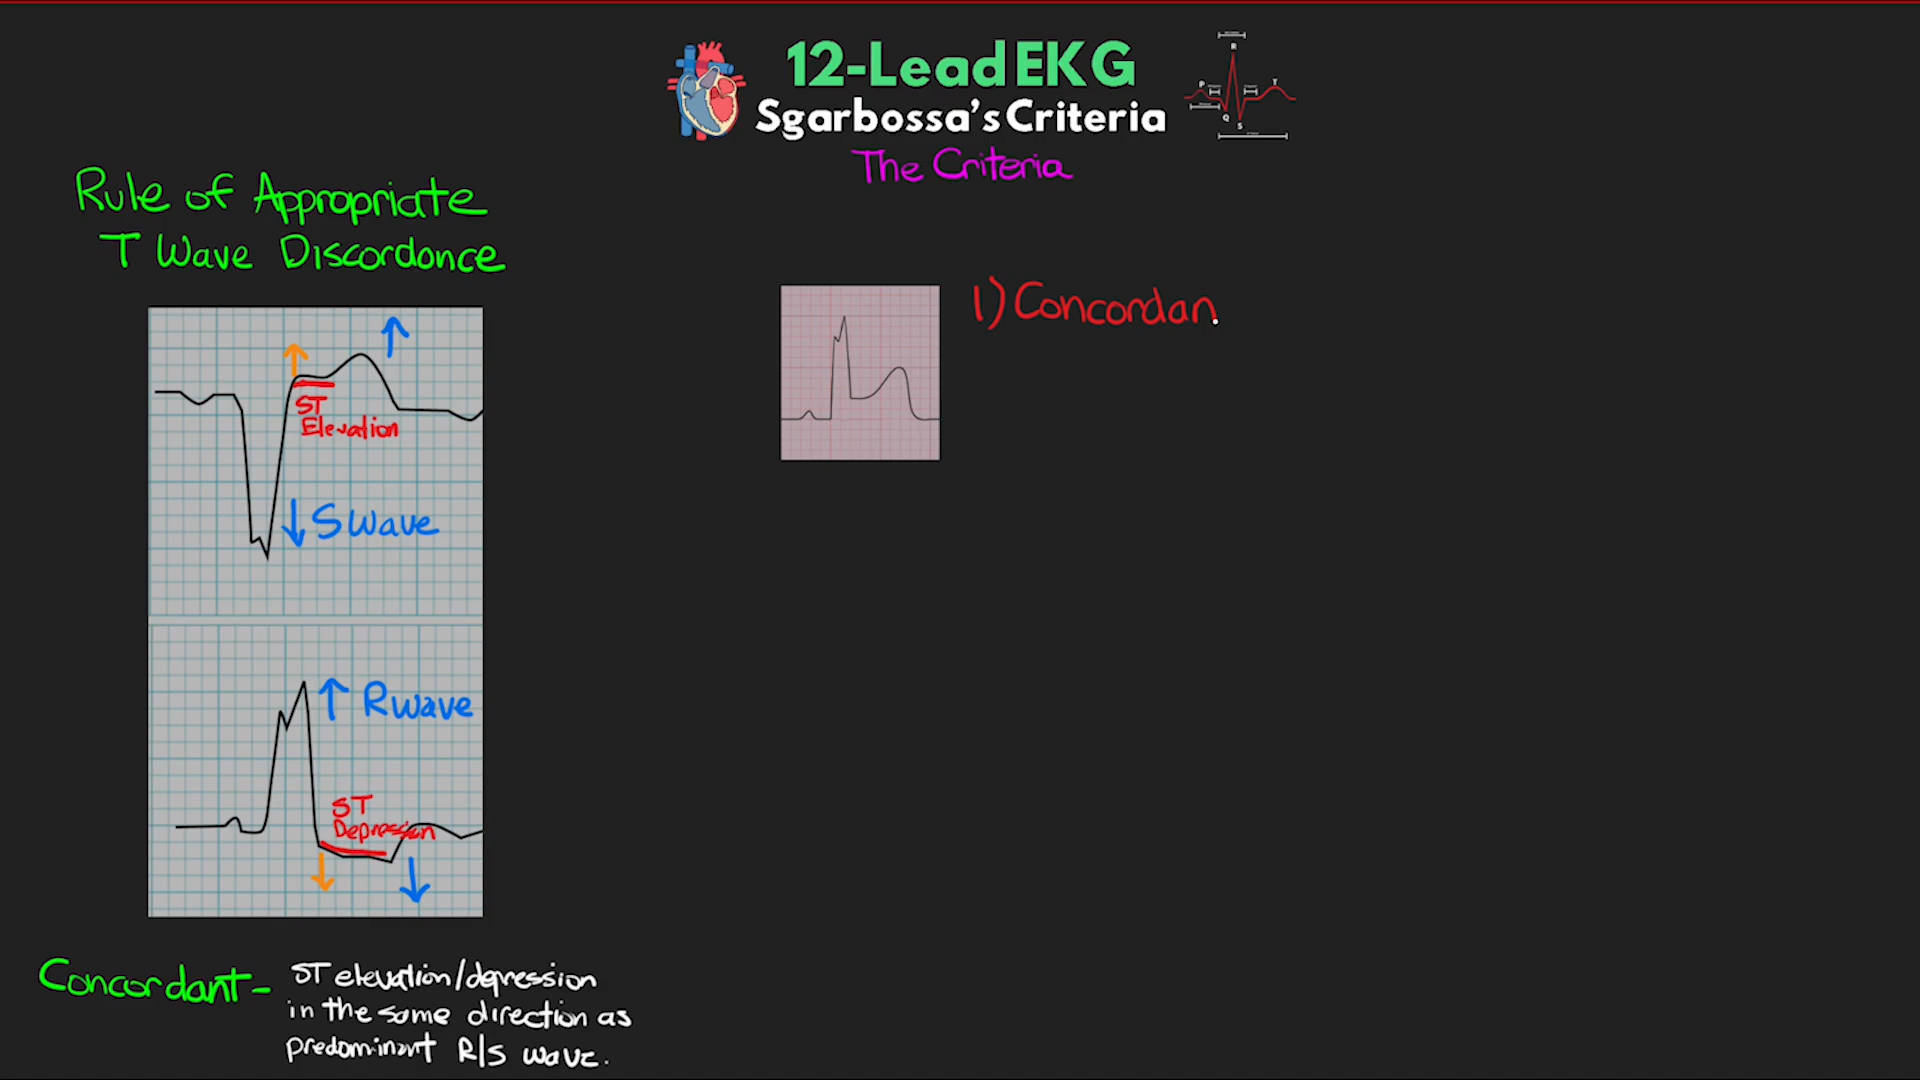 12-Lead EKG
Sgarbossa's Criteria
The Criteria
R
P
T
Q
S
Rule of Appropriate
T Wave Discordance
ST
Elevation
S Wave
R Wave
ST
Depression
Concordant - ST elevation/depression
in the same direction as
predominant R/S wave.
1) Concordan